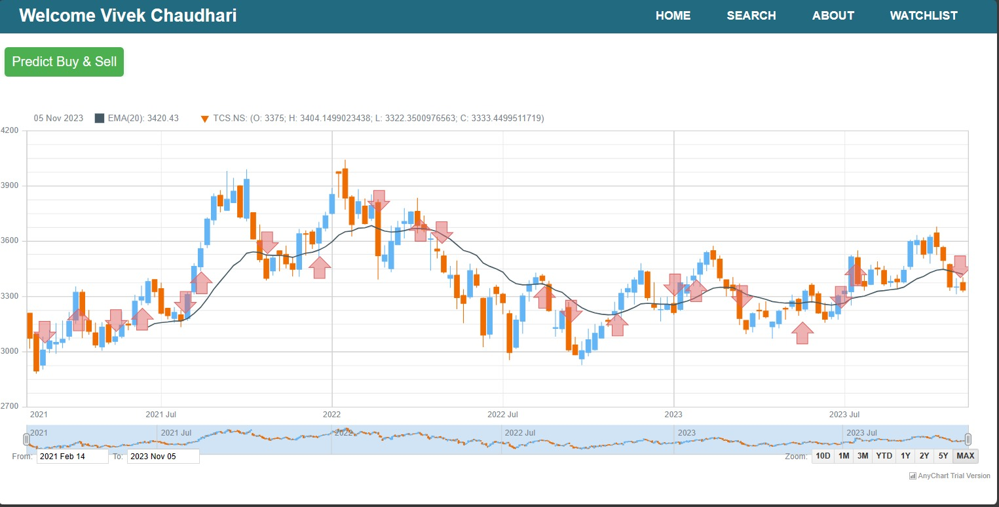 Welcome Vivek Chaudhari
HOME SEARCH ABOUT WATCHLIST
Predict Buy & Sell
05 Nov 2023 EMA(20): 3420.43 TCS.NS: (O: 3375; H: 3404.1499023438; L: 3322.3500976563; C: 3333.4499511719)
4200
3900
3600
3300
3000
2700
2021 2021 Jul 2022 2022 Jul 2023 2023 Jul
2021 2021 Jul 2022 2022 Jul 2023 2023 Jul
From: 2021 Feb 14 To: 2023 Nov 05 Zoom: 10D 1M 3M YTD 1Y 2Y 5Y MAX
AnyChart Trial Version